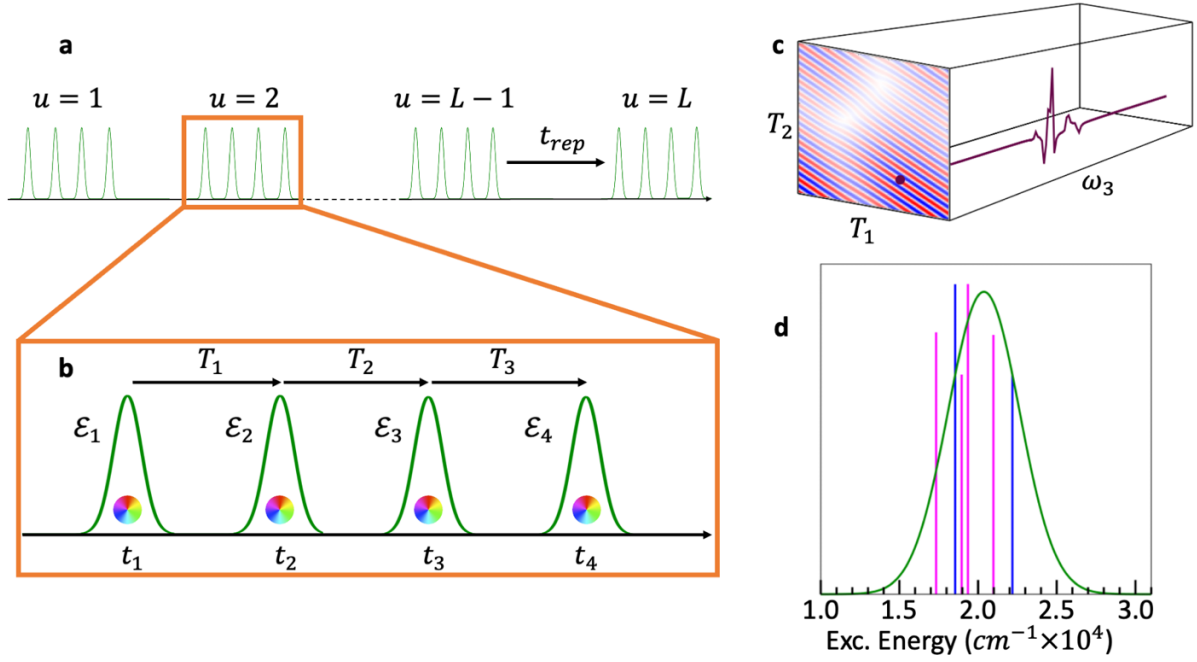 a
u = 1
u = 2
u = L − 1
u = L
t_rep
b
T₁
T₂
T₃
ℰ₁
ℰ₂
ℰ₃
ℰ₄
t₁
t₂
t₃
t₄
c
T₂
T₁
ω₃
d
1.0 1.5 2.0 2.5 3.0
Exc. Energy (cm⁻¹×10⁴)